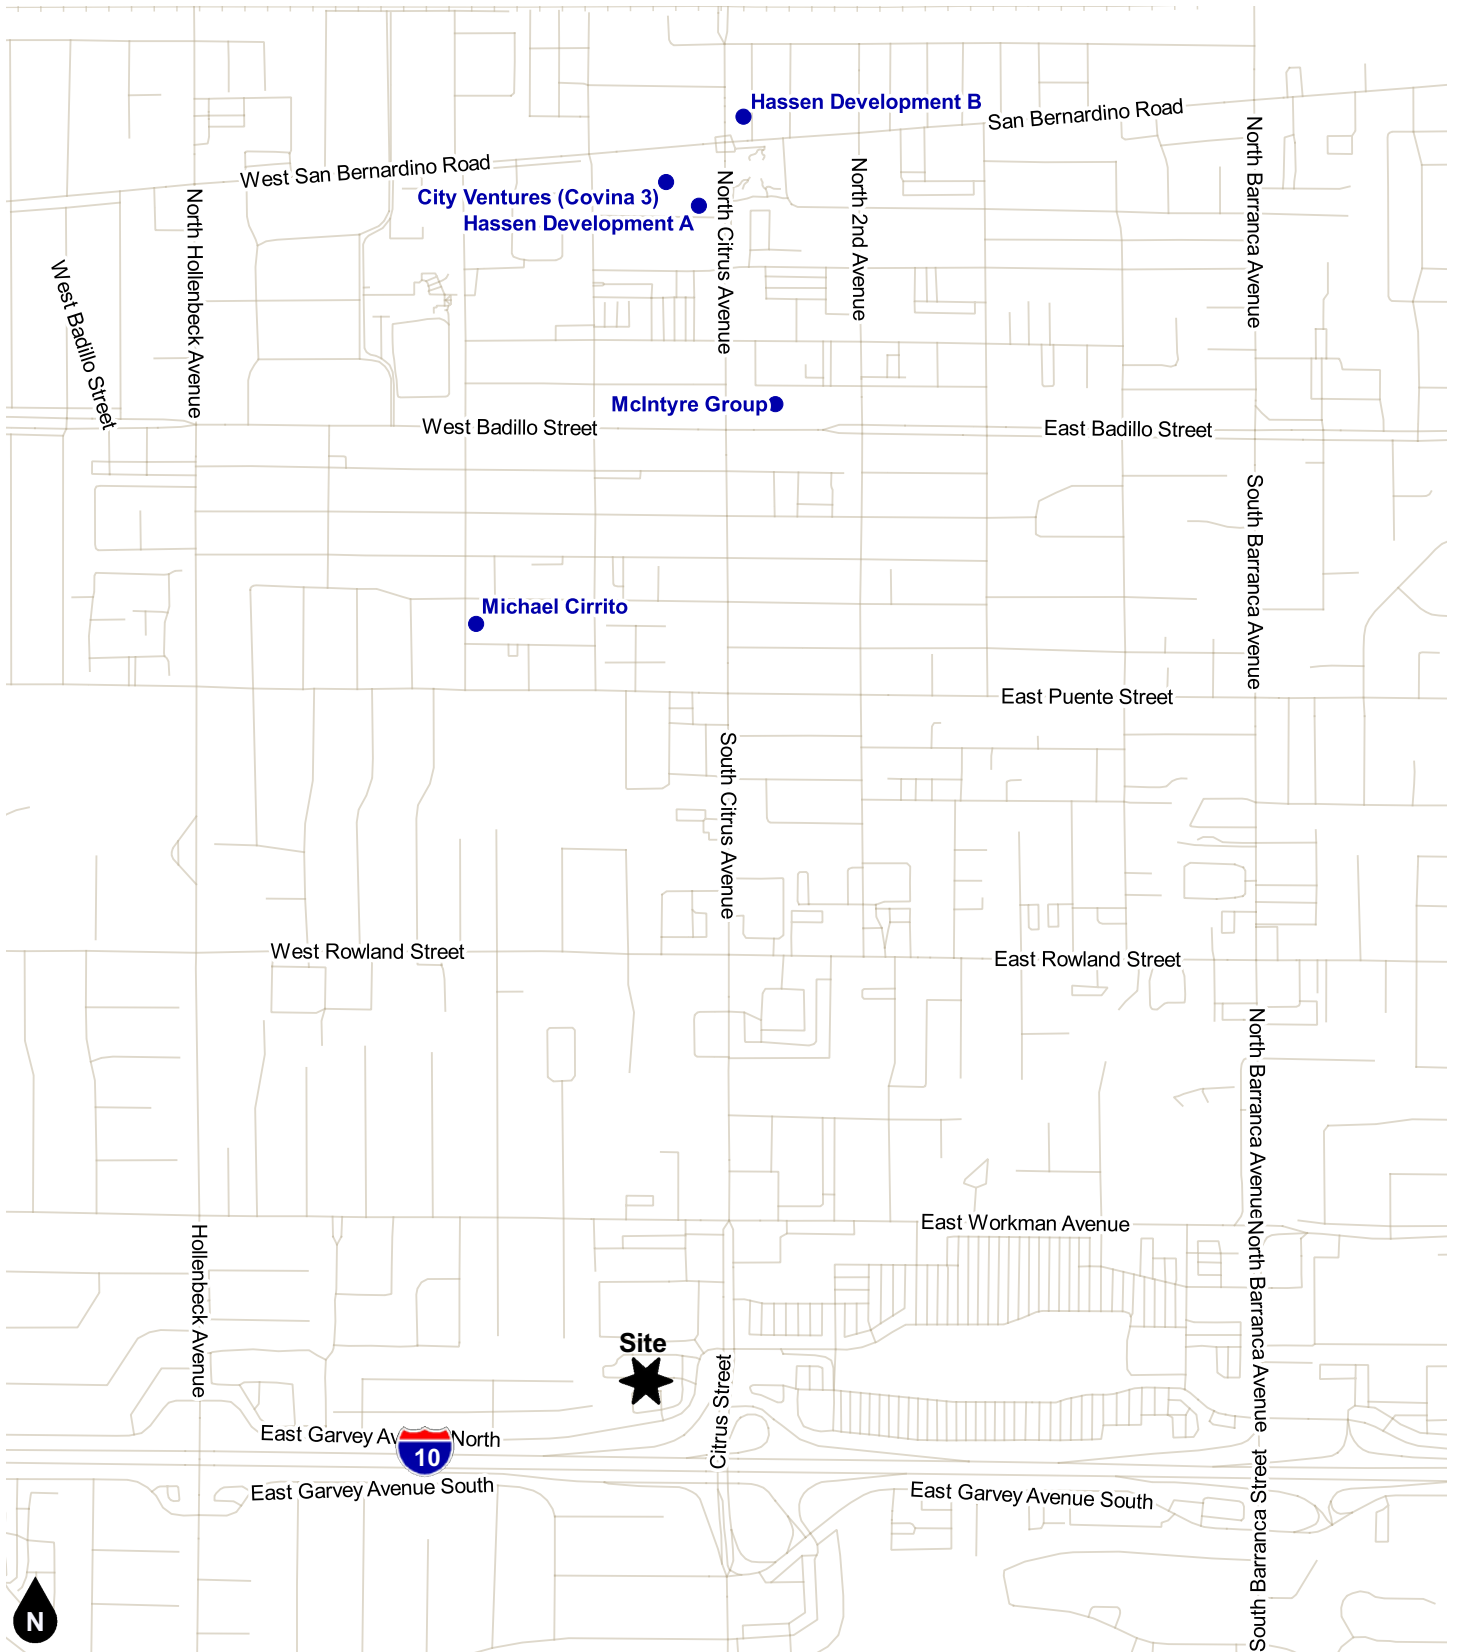 Hassen Development B
San Bernardino Road
West San Bernardino Road
City Ventures (Covina 3)
Hassen Development A
North Hollenbeck Avenue
North Citrus Avenue
North 2nd Avenue
North Barranca Avenue
West Badillo Street
McIntyre Group
West Badillo Street
East Badillo Street
South Barranca Avenue
Michael Cirrito
East Puente Street
South Citrus Avenue
West Rowland Street
East Rowland Street
North Barranca Avenue
East Workman Avenue
North Barranca Avenue
Hollenbeck Avenue
Site
Citrus Street
East Garvey Av
North
10
East Garvey Avenue South
East Garvey Avenue South
South Barranca Street
N